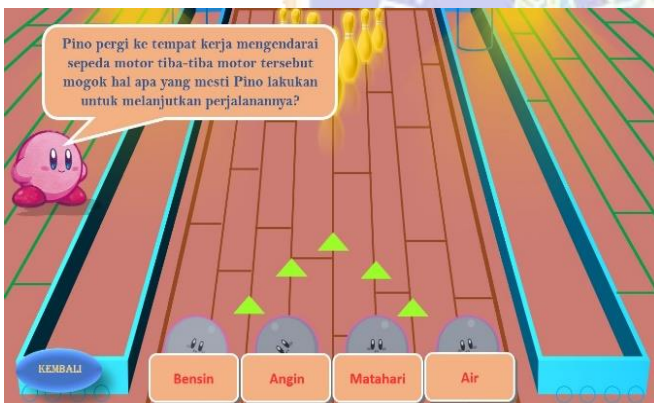 Pino pergi ke tempat kerja mengendarai
sepeda motor tiba-tiba motor tersebut
mogok hal apa yang mesti Pino lakukan
untuk melanjutkan perjalanannya?
KEMBALI
Bensin
Angin
Matahari
Air